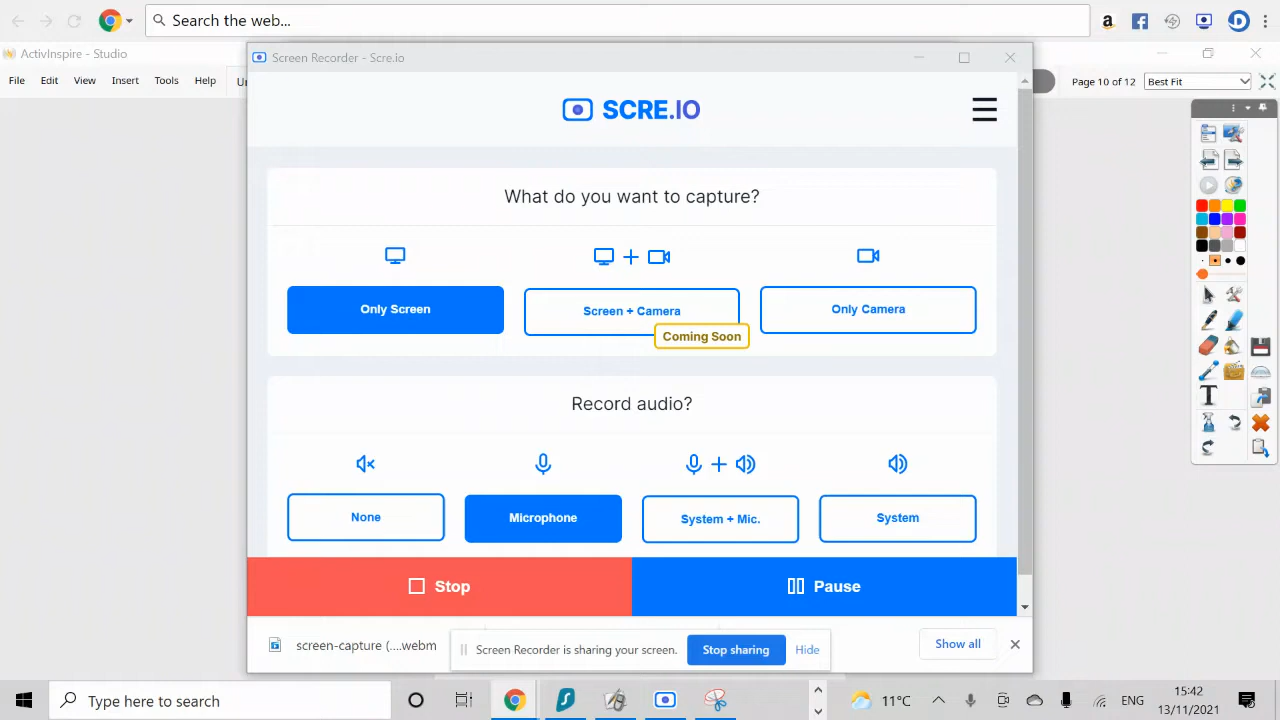 Search the web...
ActivInspire - Studio
File Edit View Insert Tools Help
Page 10 of 12 Best Fit
Screen Recorder - Scre.io
SCRE.IO
What do you want to capture?
Only Screen
Screen + Camera
Only Camera
Coming Soon
Record audio?
None
Microphone
System + Mic.
System
Stop
Pause
screen-capture (....webm
Screen Recorder is sharing your screen.
Stop sharing
Hide
Show all
Type here to search
11°C
ENG
15:42
13/11/2021